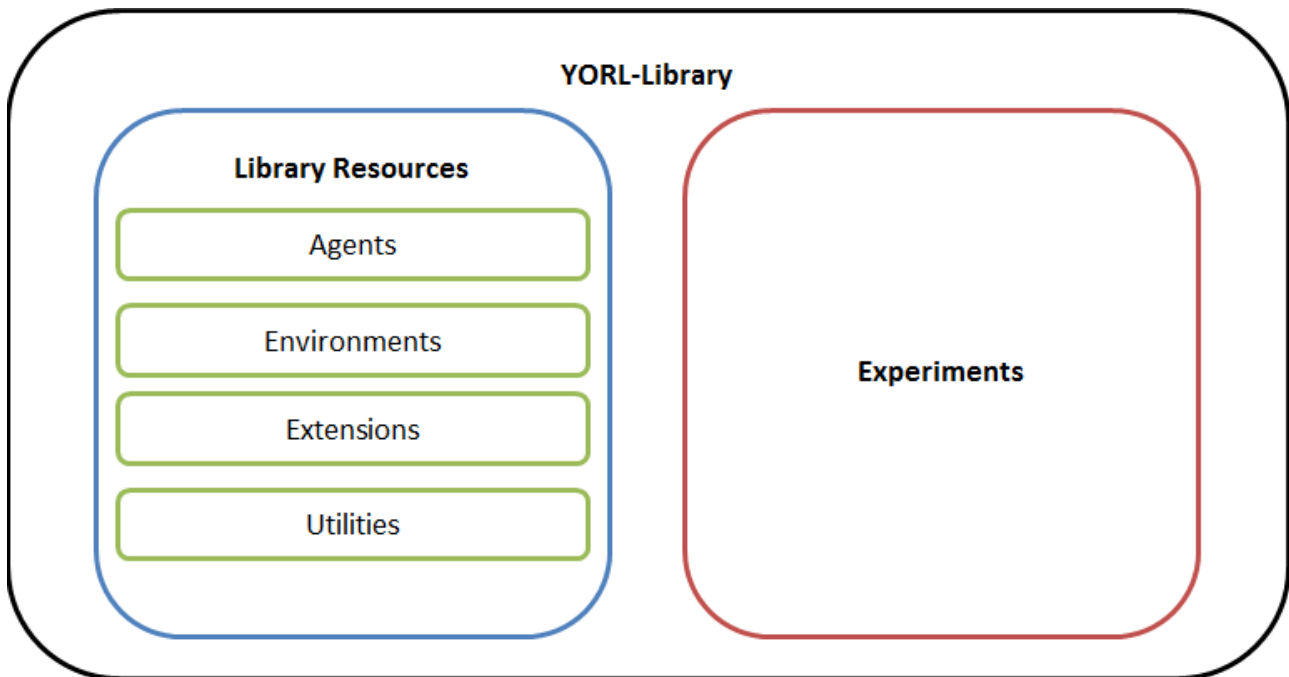 YORL-Library
Library Resources
Agents
Environments
Extensions
Utilities
Experiments